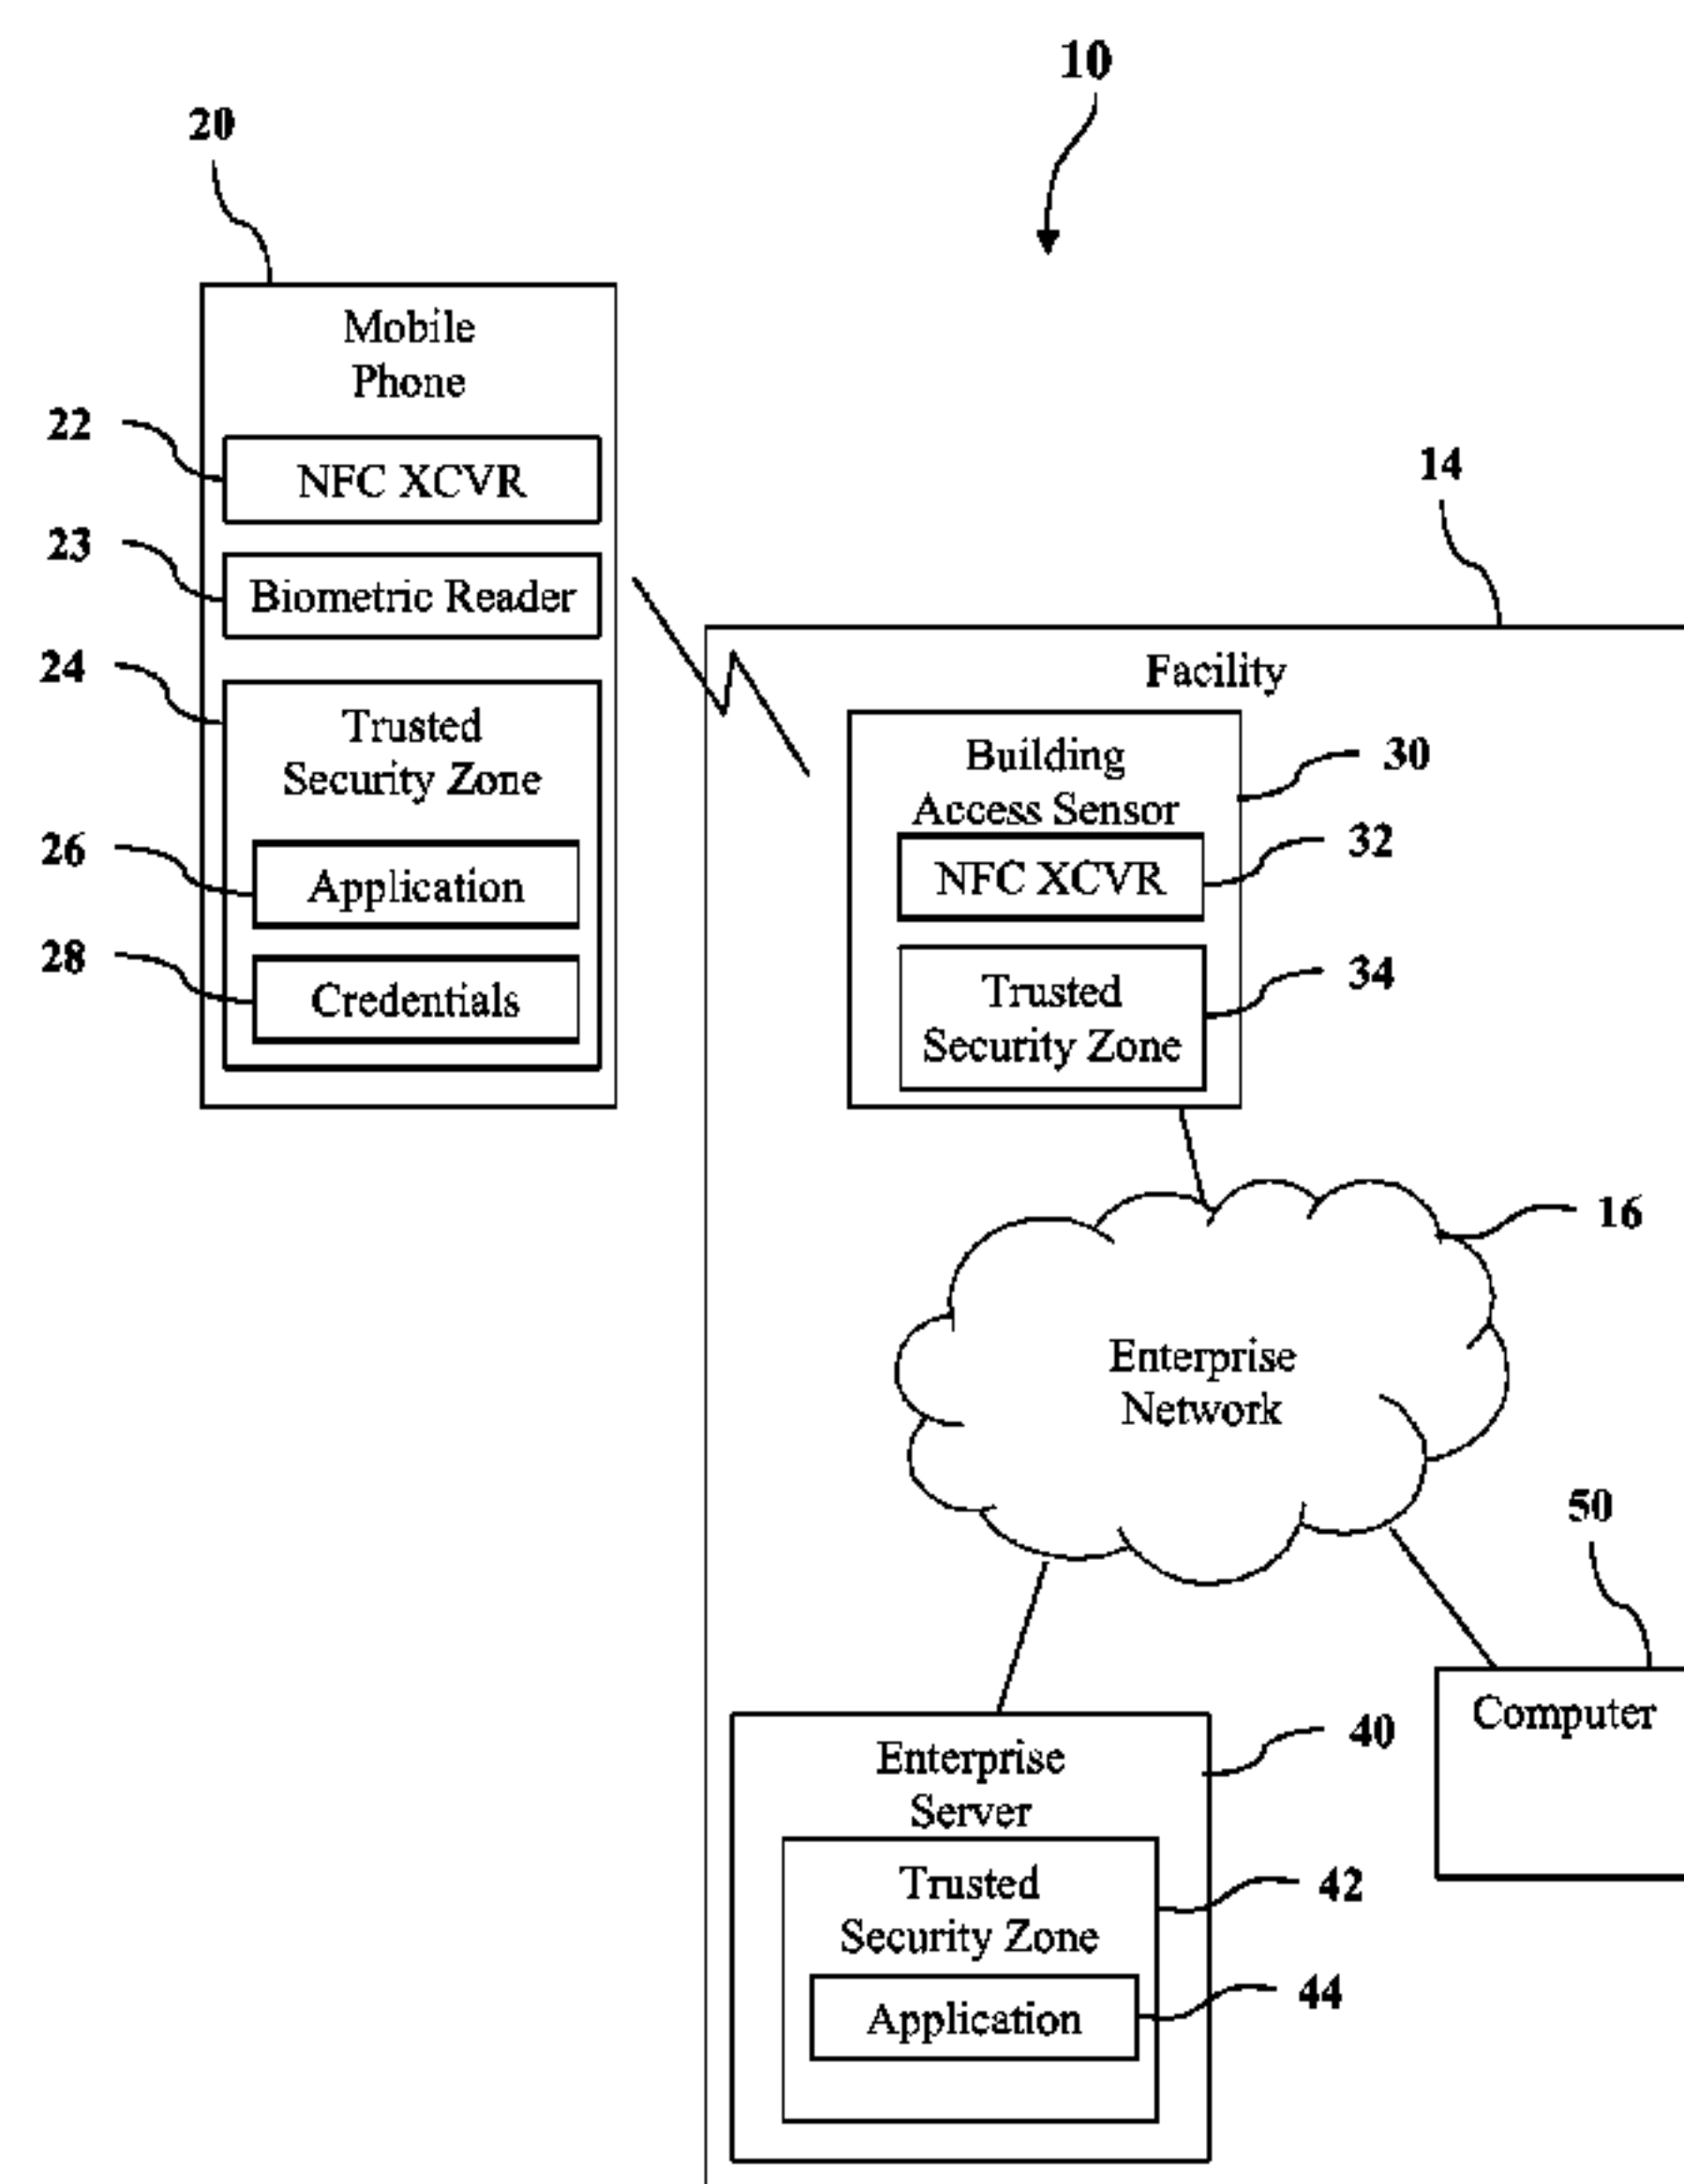 10
20
Mobile
Phone
22
NFC XCVR
23
Biometric Reader
24
Trusted
Security Zone
26
Application
28
Credentials
14
Facility
Building
Access Sensor
30
NFC XCVR
32
Trusted
Security Zone
34
16
Enterprise
Network
50
Computer
Enterprise
Server
40
Trusted
Security Zone
42
Application
44